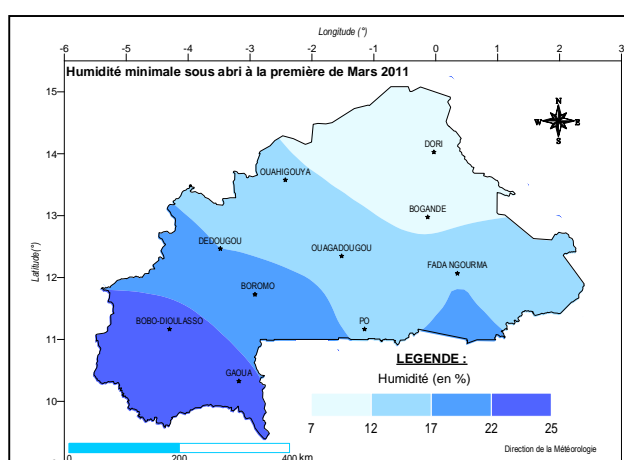 Longitude (°)
-6 -5 -4 -3 -2 -1 0 1 2 3
Humidité minimale sous abri à la première de Mars 2011
15
14
13
12
11
10
Latitude(°)
N
W E
S
DORI
OUAHIGOUYA
BOGANDE
DEDOUGOU
OUAGADOUGOU
FADA NGOURMA
BOROMO
BOBO-DIOULASSO
PO
GAOUA
LEGENDE :
Humidité (en %)
7 12 17 22 25
0 200 400 km
Direction de la Météorologie